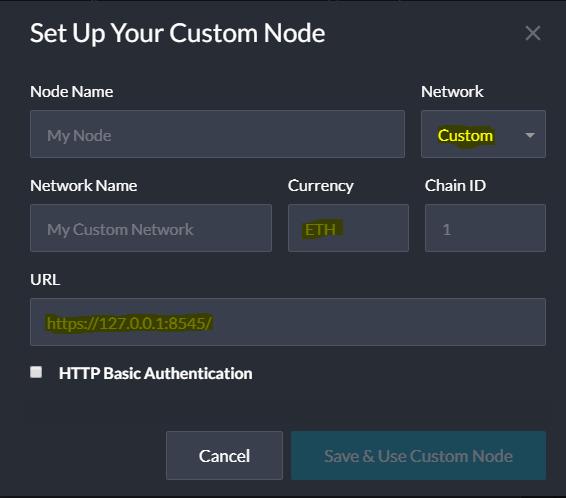 Set Up Your Custom Node
Node Name Network
My Node Custom
Network Name Currency Chain ID
My Custom Network ETH 1
URL
https://127.0.0.1:8545/
HTTP Basic Authentication
Cancel Save & Use Custom Node